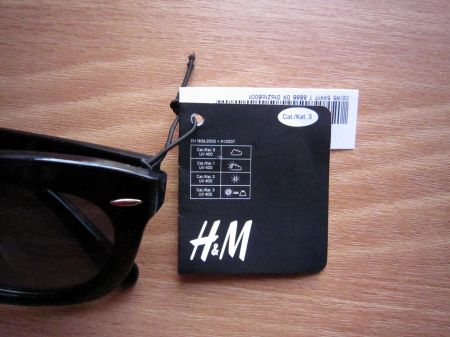 Cat./Kat. 3
EN 1836:2005 + A1:2007
Cat./Kat. 0
UV 400
Cat./Kat. 1
UV 400
Cat./Kat. 2
UV 400
Cat./Kat. 3
UV 400
H&M